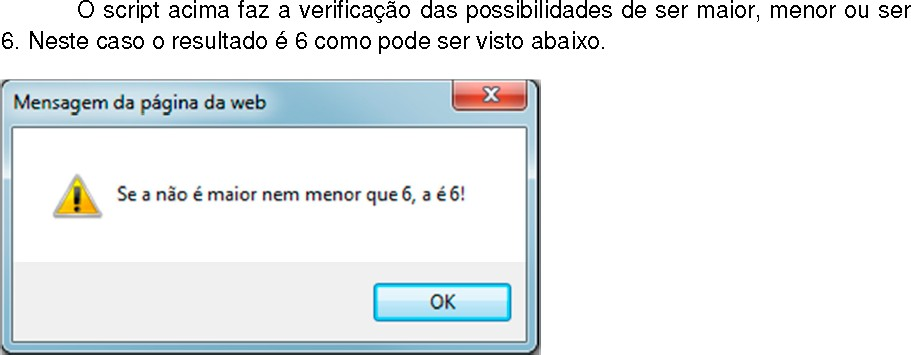 O script acima faz a verificação das possibilidades de ser maior, menor ou ser
6. Neste caso o resultado é 6 como pode ser visto abaixo.
Mensagem da página da web
Se a não é maior nem menor que 6, a é 6!
OK